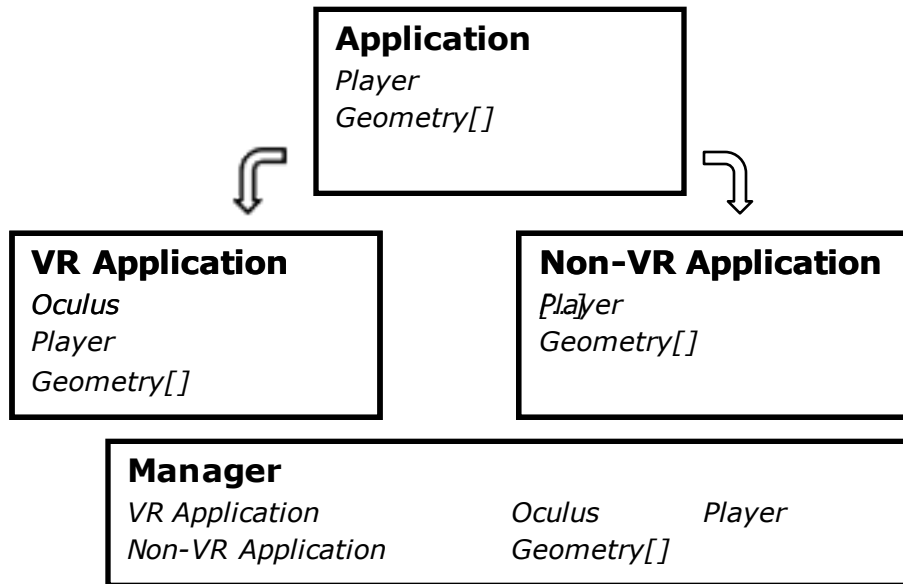 Application
Player
Geometry[]
VR Application
Oculus
Player
Geometry[]
Non-VR Application
Player
[...]
Geometry[]
Manager
VR Application Oculus Player
Non-VR Application Geometry[]